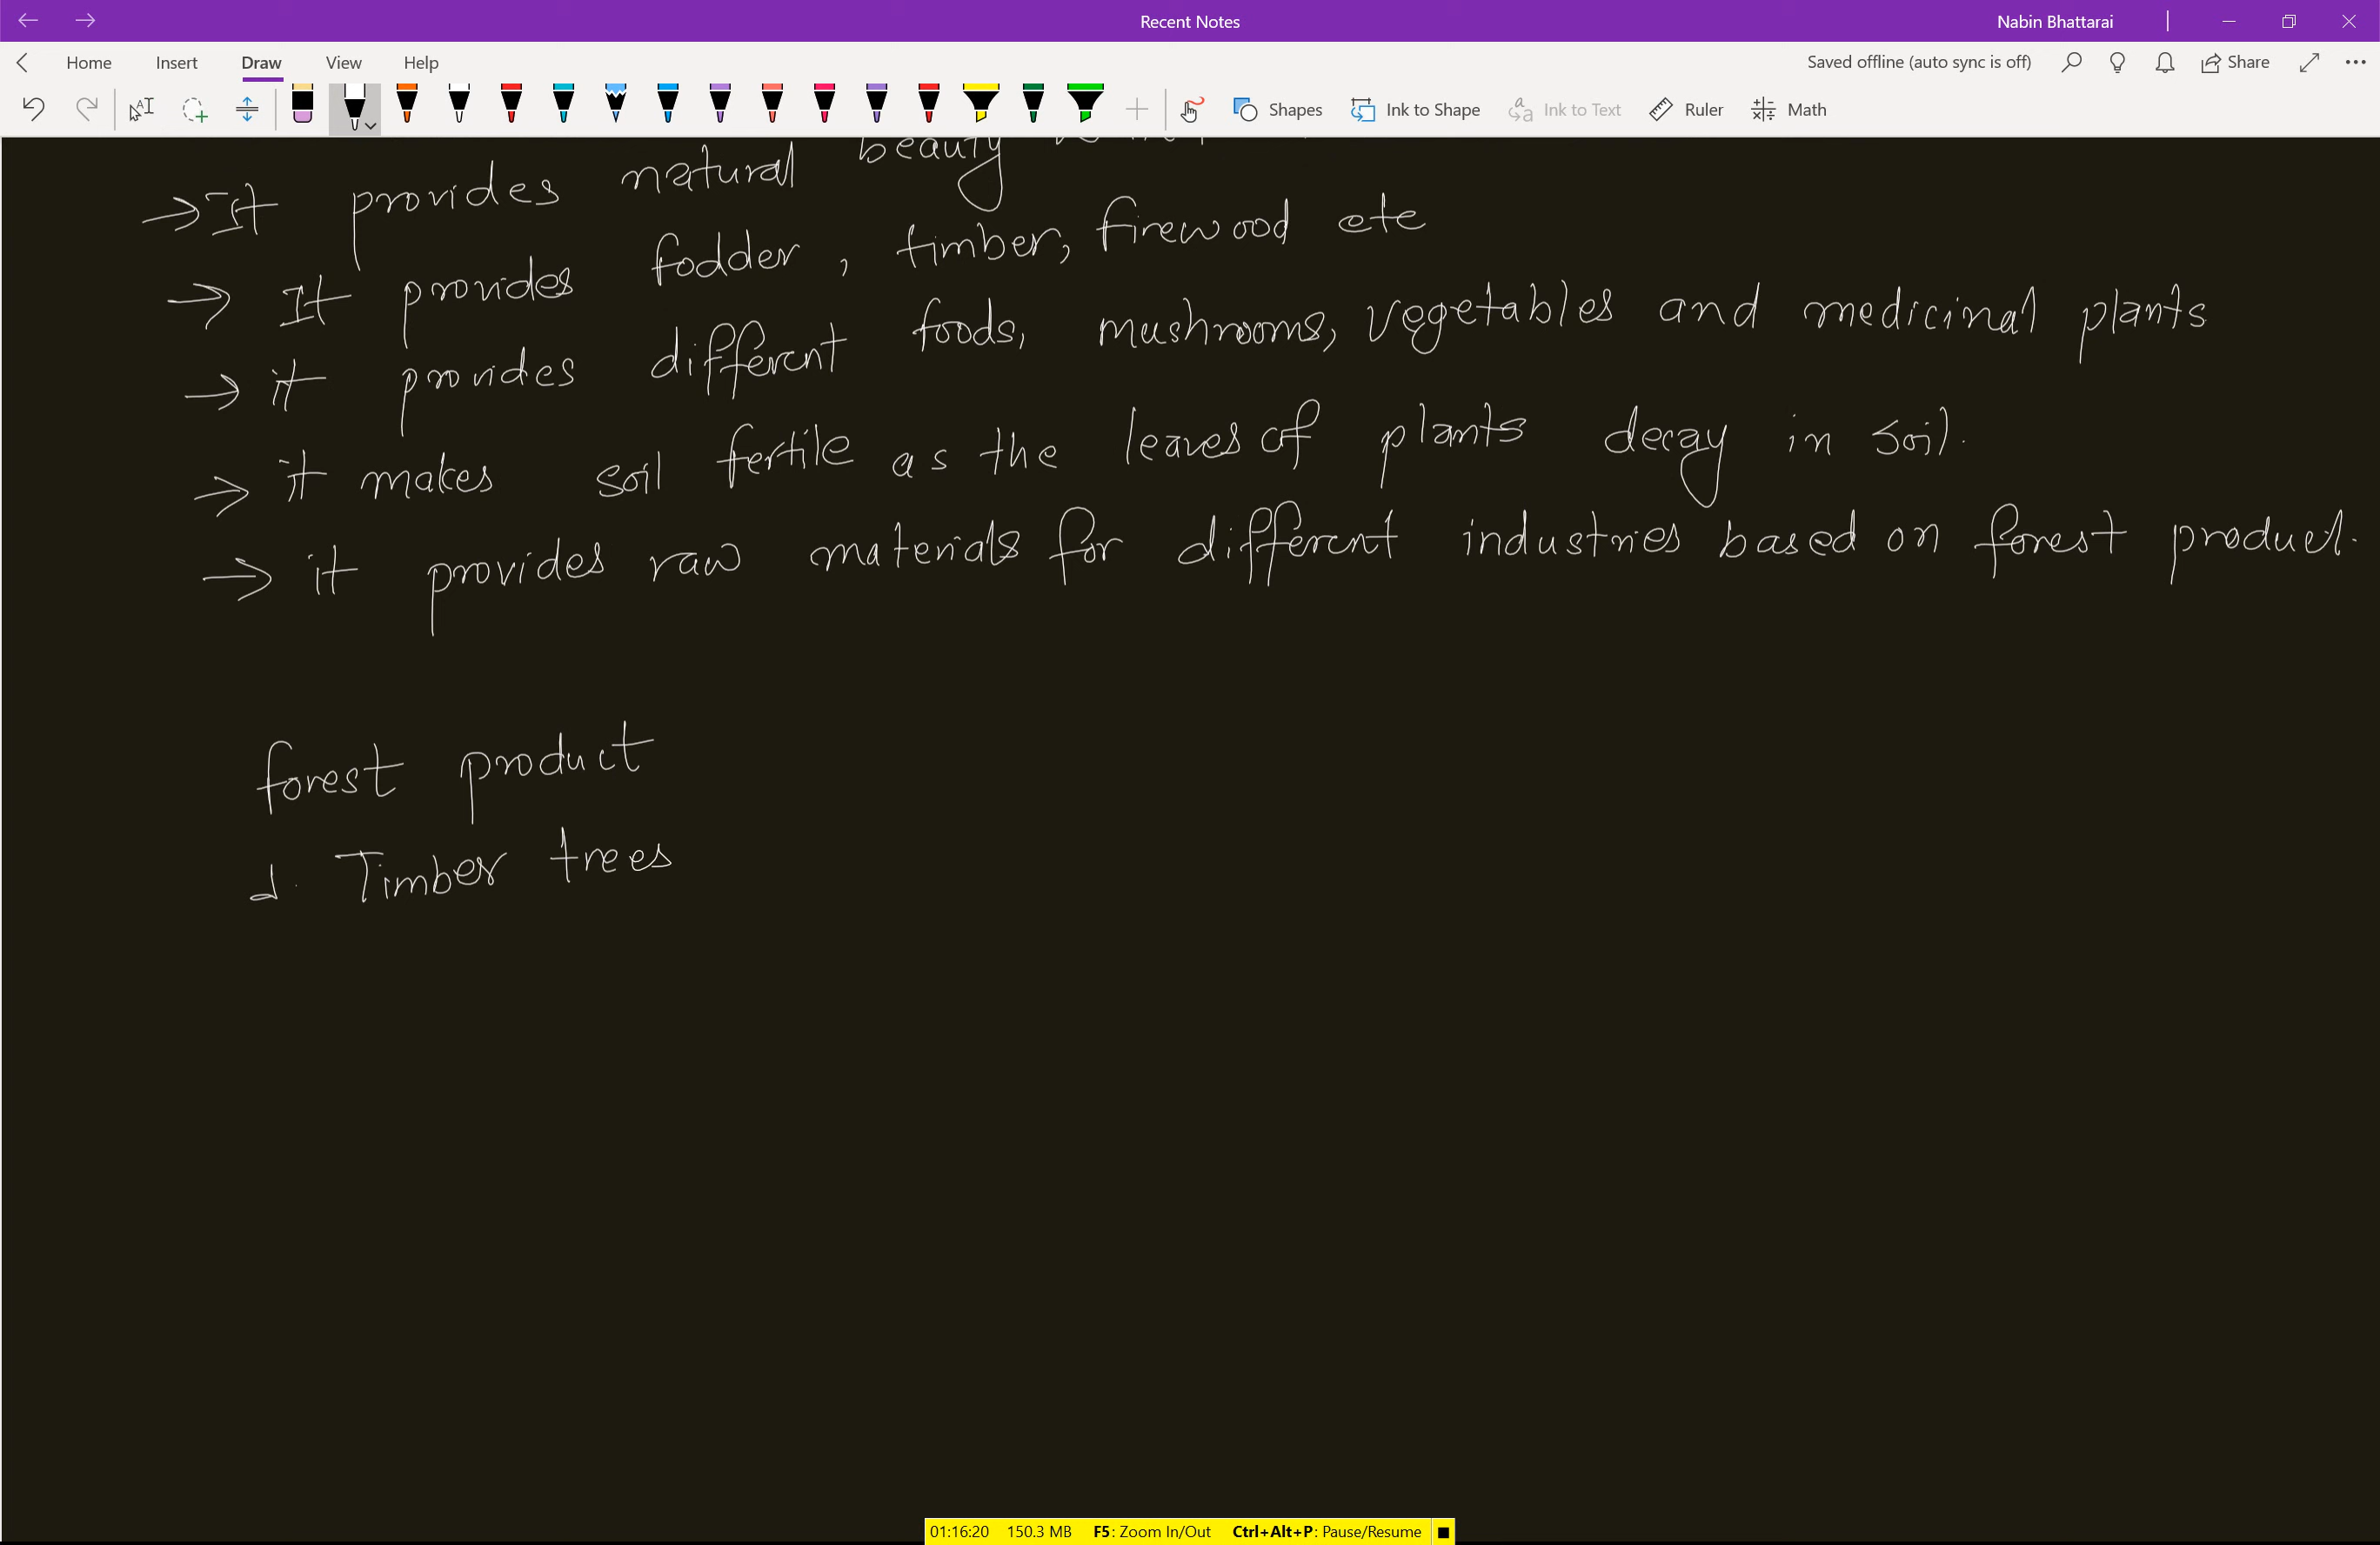 Recent Notes
Nabin Bhattarai
Home Insert Draw View Help
Saved offline (auto sync is off)
Share
Shapes Ink to Shape Ink to Text Ruler Math
→ It provides natural beauty
→ It provides fodder, timber, firewood etc
→ it provides different foods, mushrooms, vegetables and medicinal plants
→ it makes soil fertile as the leaves of plants decay in soil.
→ it provides raw materials for different industries based on forest product.
forest product
Timber trees
01:16:20 150.3 MB F5: Zoom In/Out Ctrl+Alt+P: Pause/Resume